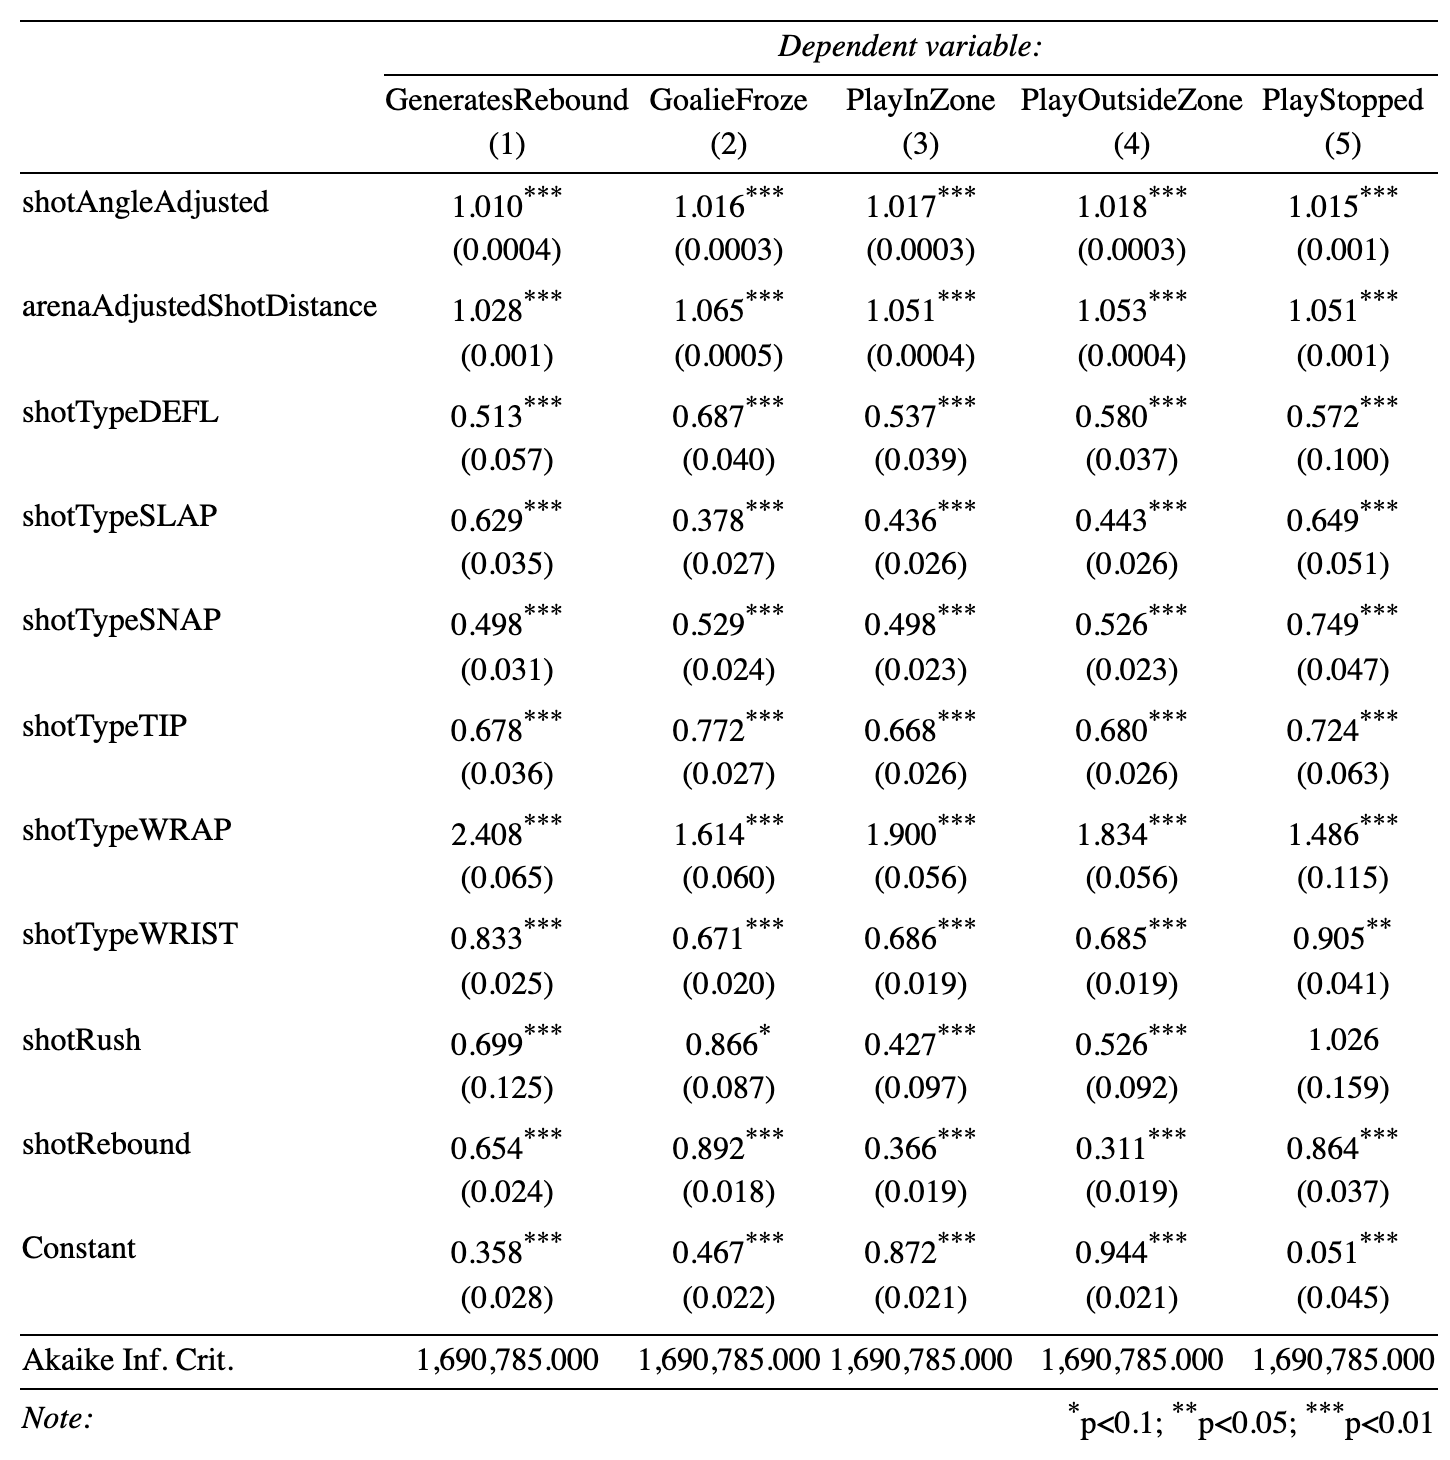 Dependent variable:
GeneratesRebound GoalieFroze PlayInZone PlayOutsideZone PlayStopped
(1) (2) (3) (4) (5)
shotAngleAdjusted 1.010*** 1.016*** 1.017*** 1.018*** 1.015***
(0.0004) (0.0003) (0.0003) (0.0003) (0.001)
arenaAdjustedShotDistance 1.028*** 1.065*** 1.051*** 1.053*** 1.051***
(0.001) (0.0005) (0.0004) (0.0004) (0.001)
shotTypeDEFL 0.513*** 0.687*** 0.537*** 0.580*** 0.572***
(0.057) (0.040) (0.039) (0.037) (0.100)
shotTypeSLAP 0.629*** 0.378*** 0.436*** 0.443*** 0.649***
(0.035) (0.027) (0.026) (0.026) (0.051)
shotTypeSNAP 0.498*** 0.529*** 0.498*** 0.526*** 0.749***
(0.031) (0.024) (0.023) (0.023) (0.047)
shotTypeTIP 0.678*** 0.772*** 0.668*** 0.680*** 0.724***
(0.036) (0.027) (0.026) (0.026) (0.063)
shotTypeWRAP 2.408*** 1.614*** 1.900*** 1.834*** 1.486***
(0.065) (0.060) (0.056) (0.056) (0.115)
shotTypeWRIST 0.833*** 0.671*** 0.686*** 0.685*** 0.905**
(0.025) (0.020) (0.019) (0.019) (0.041)
shotRush 0.699*** 0.866* 0.427*** 0.526*** 1.026
(0.125) (0.087) (0.097) (0.092) (0.159)
shotRebound 0.654*** 0.892*** 0.366*** 0.311*** 0.864***
(0.024) (0.018) (0.019) (0.019) (0.037)
Constant 0.358*** 0.467*** 0.872*** 0.944*** 0.051***
(0.028) (0.022) (0.021) (0.021) (0.045)
Akaike Inf. Crit. 1,690,785.000 1,690,785.000 1,690,785.000 1,690,785.000 1,690,785.000
Note: *p<0.1; **p<0.05; ***p<0.01